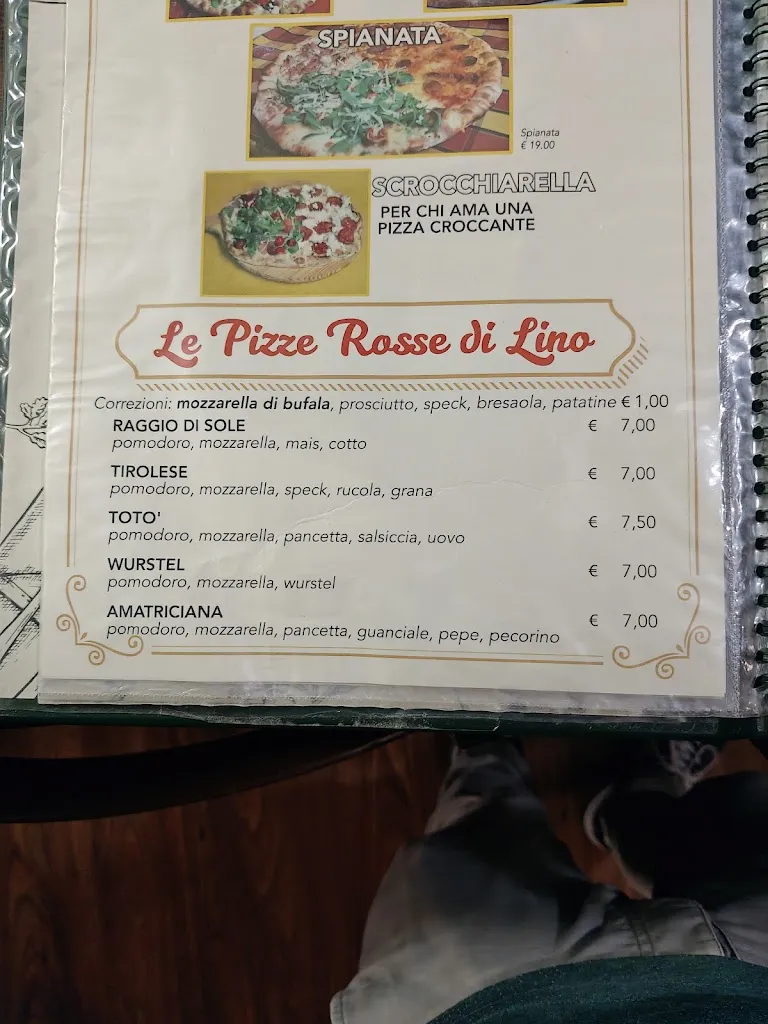 SPIANATA
Spianata
€ 19.00
SCROCCHIARELLA
PER CHI AMA UNA
PIZZA CROCCANTE
Le Pizze Rosse di Lino
Correzioni: mozzarella di bufala, prosciutto, speck, bresaola, patatine € 1,00
RAGGIO DI SOLE € 7,00
pomodoro, mozzarella, mais, cotto
TIROLESE € 7,00
pomodoro, mozzarella, speck, rucola, grana
TOTO' € 7,50
pomodoro, mozzarella, pancetta, salsiccia, uovo
WURSTEL € 7,00
pomodoro, mozzarella, wurstel
AMATRICIANA € 7,00
pomodoro, mozzarella, pancetta, guanciale, pepe, pecorino